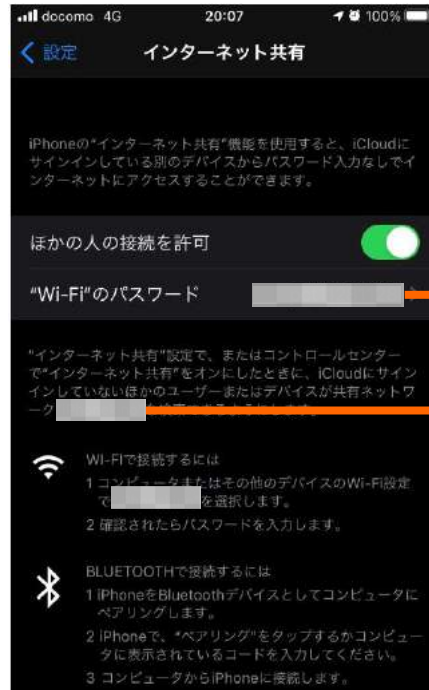 docomo 4G 20:07 100%
設定 インターネット共有
iPhoneの"インターネット共有"機能を使用すると、iCloudに
サインインしている別のデバイスからパスワード入力なしでイ
ンターネットにアクセスすることができます。
ほかの人の接続を許可
"Wi-Fi"のパスワード
"インターネット共有"設定で、またはコントロールセンター
で"インターネット共有"をオンにしたときに、iCloudにサイン
インしていないほかのユーザーまたはデバイスが共有ネットワ
ーク
WI-FIで接続するには
1 コンピュータまたはその他のデバイスのWi-Fi設定
で を選択します。
2 確認されたらパスワードを入力します。
BLUETOOTHで接続するには
1 iPhoneをBluetoothデバイスとしてコンピュータに
ペアリングします。
2 iPhoneで、"ペアリング"をタップするかコンピュー
タに表示されているコードを入力してください。
3 コンピュータからiPhoneに接続します。